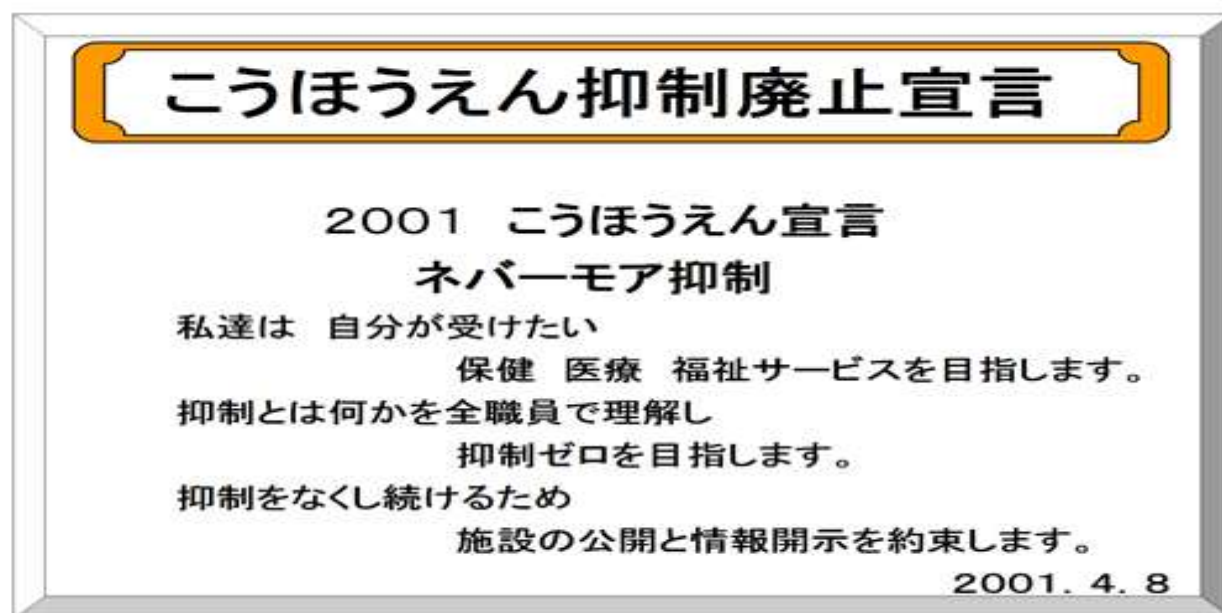 こうほうえん抑制廃止宣言
2001　こうほうえん宣言
ネバーモア抑制
私達は　自分が受けたい
保健　医療　福祉サービスを目指します。
抑制とは何かを全職員で理解し
抑制ゼロを目指します。
抑制をなくし続けるため
施設の公開と情報開示を約束します。
2001．4．8